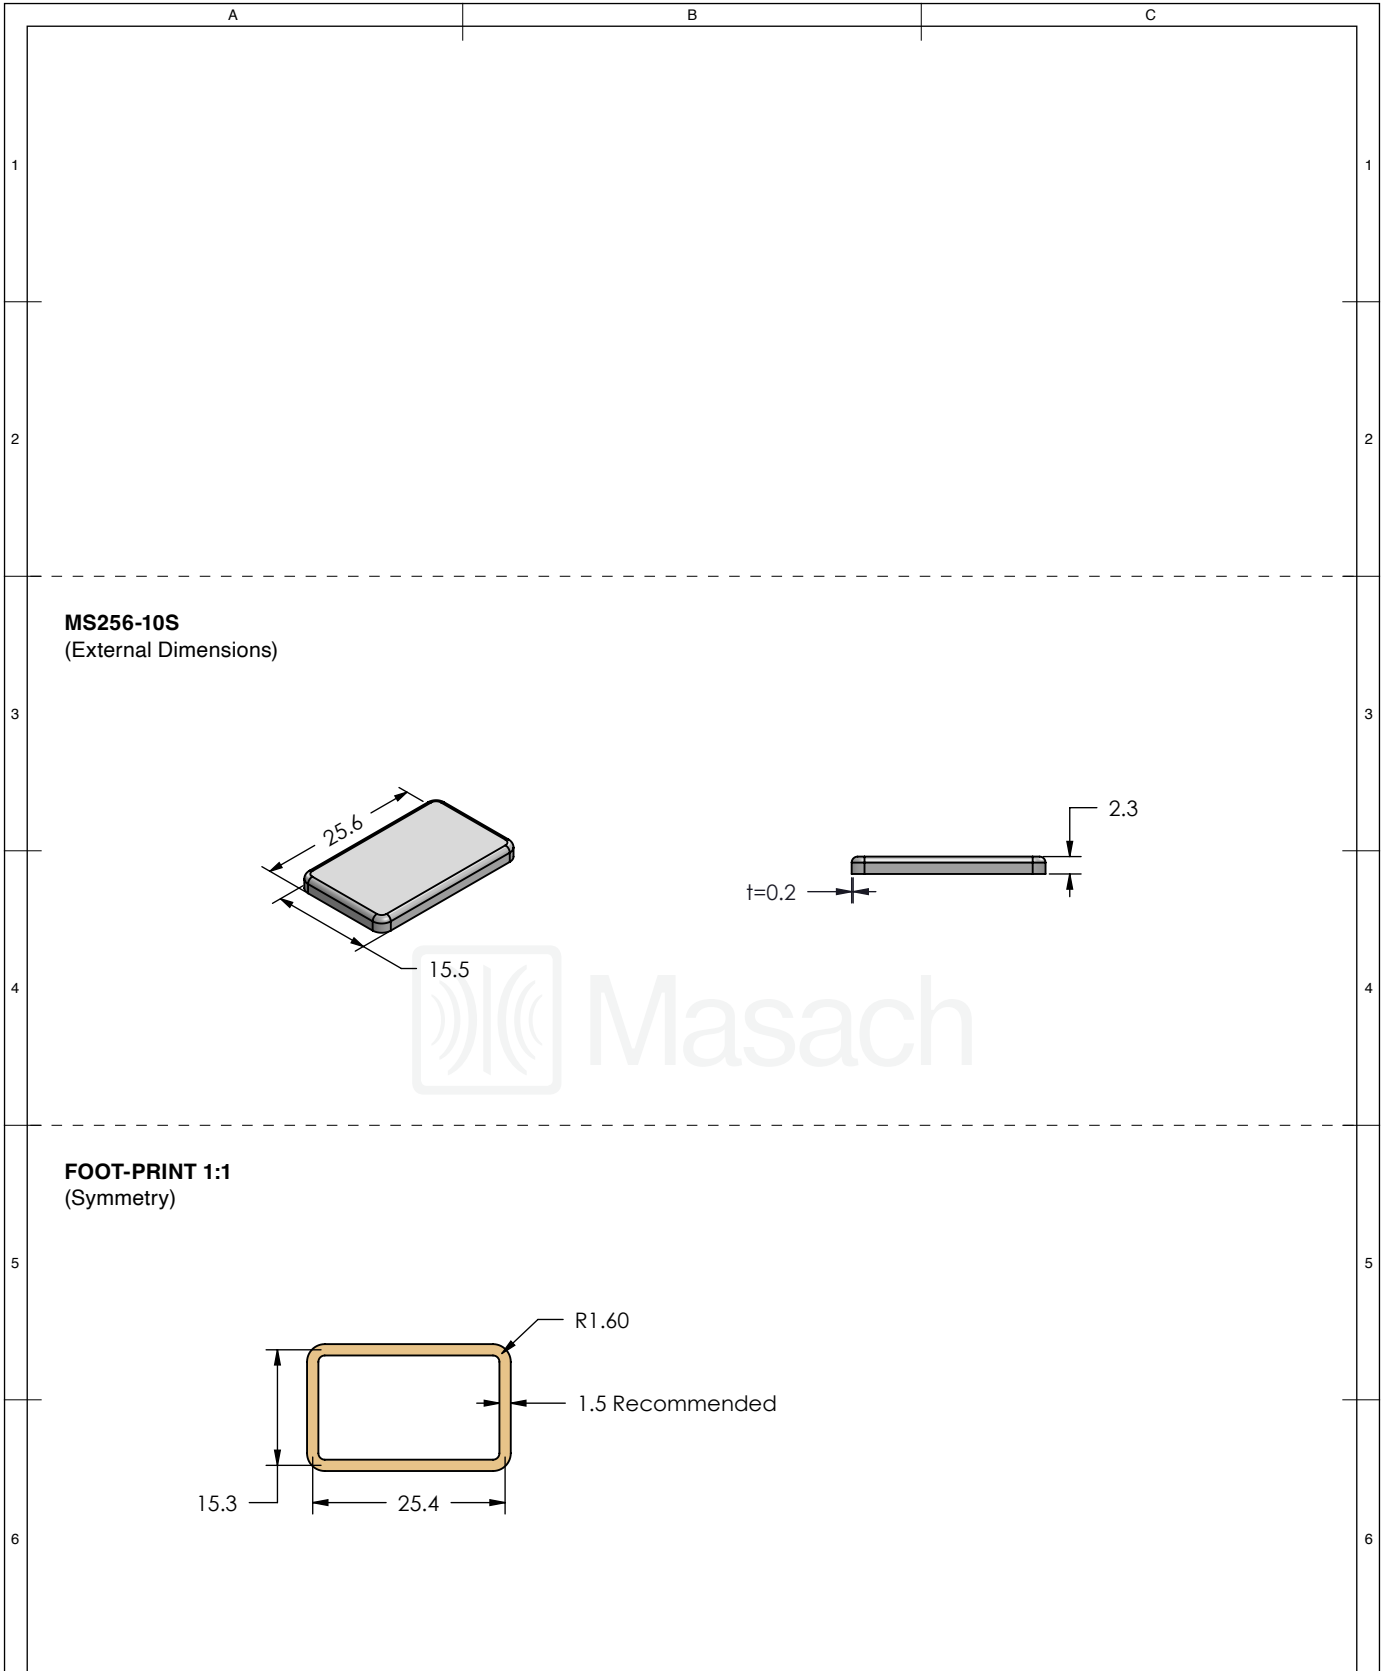 A B C
1 1
2 2
MS256-10S
(External Dimensions)
3 3
25.6
2.3
t=0.2
15.5
4 4
Masach
FOOT-PRINT 1:1
(Symmetry)
5 5
R1.60
1.5 Recommended
15.3 25.4
6 6